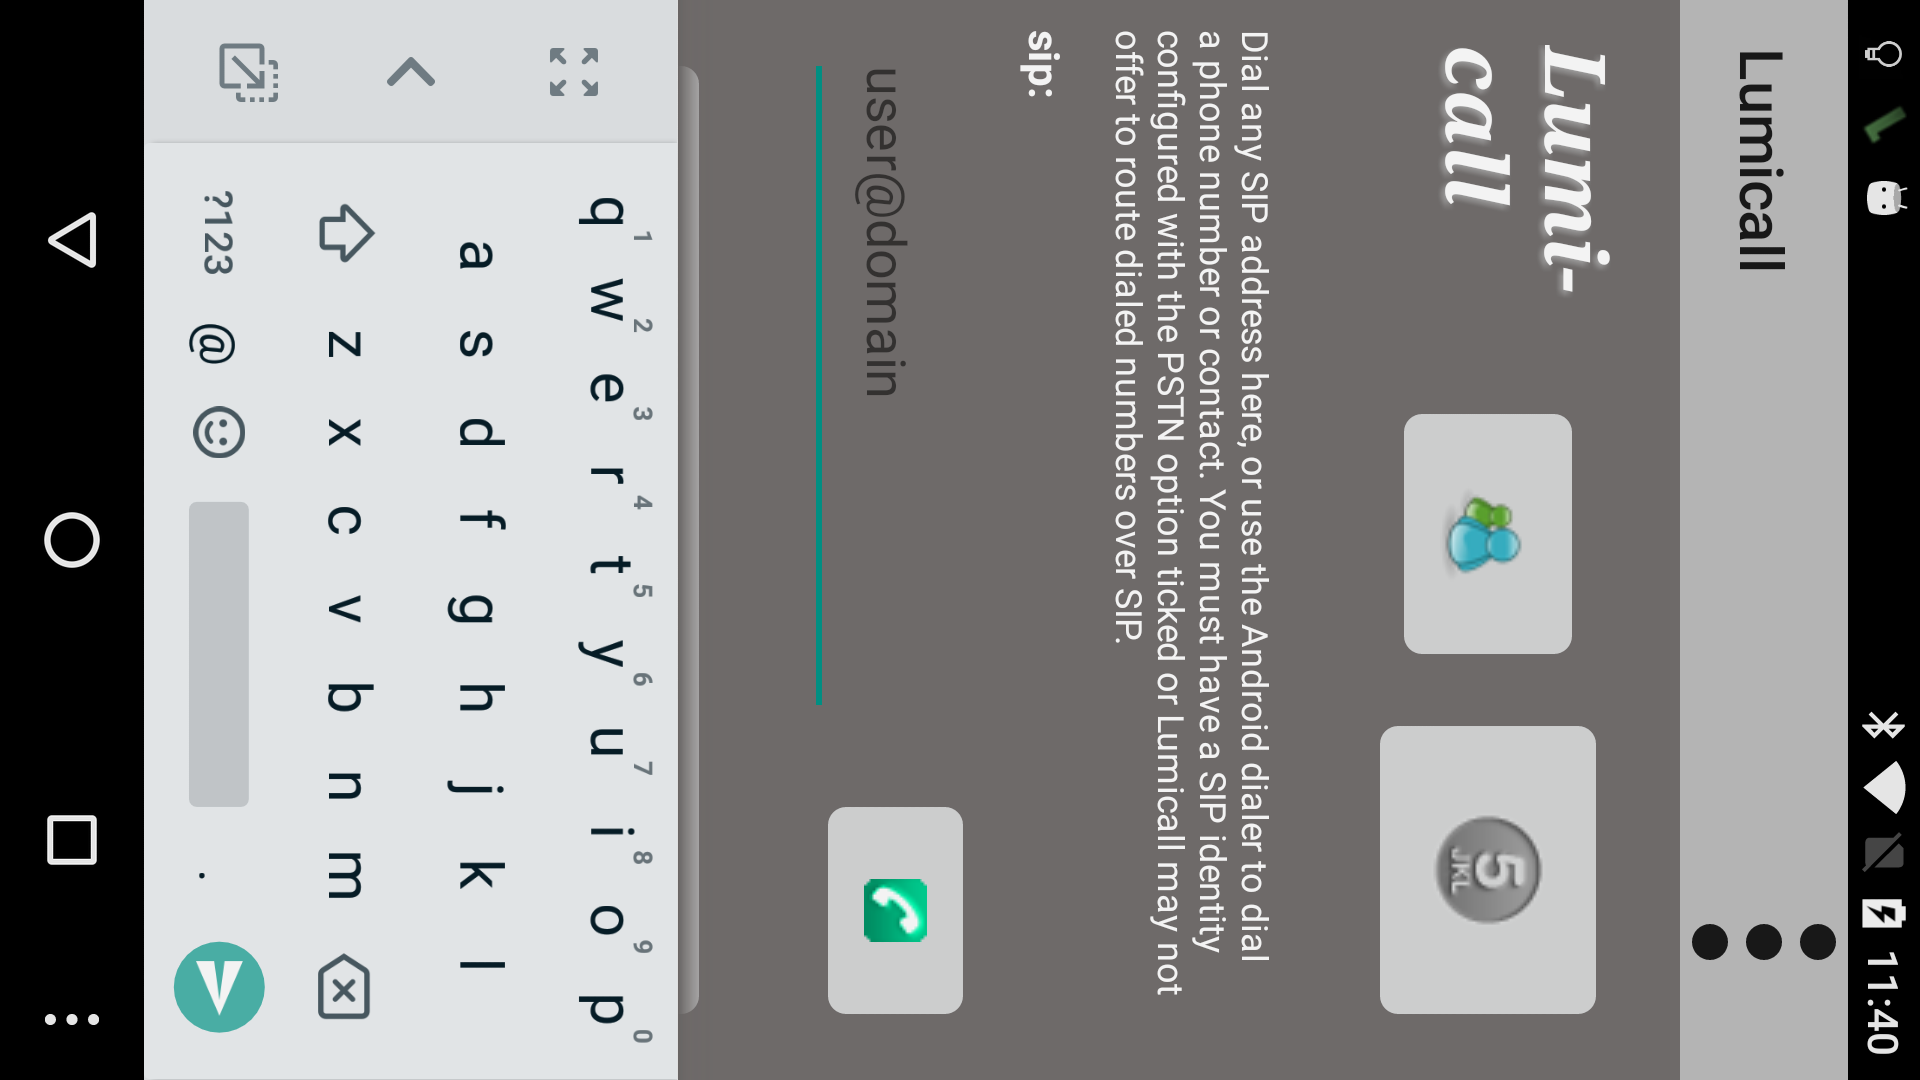 11:40
Lumicall
Lumi-
call
5
JKL
Dial any SIP address here, or use the Android dialer to dial
a phone number or contact. You must have a SIP identity
configured with the PSTN option ticked or Lumicall may not
offer to route dialed numbers over SIP.
sip:
user@domain
1 2 3 4 5 6 7 8 9 0
q w e r t y u i o p
a s d f g h j k l
z x c v b n m
?123 @ .